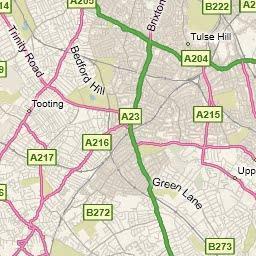 14
A205
Brixton
B222
Tulse Hill
A204
Trinity Road
Bedford Hill
Tooting
A23
A215
A216
A217
Upp
Green Lane
B272
B273